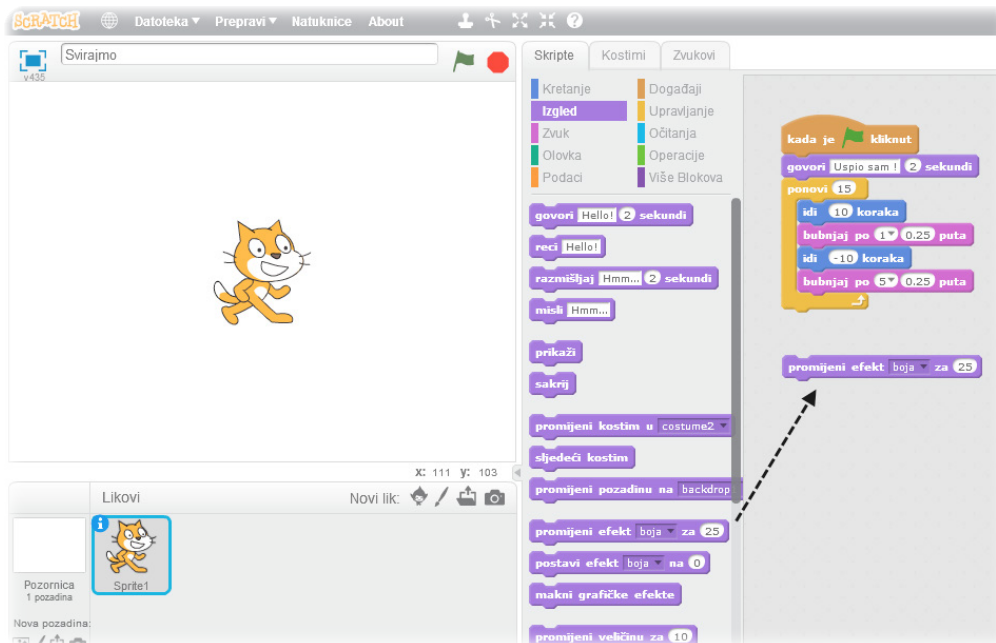 SCRATCH Datoteka Prepravi Natuknice About
Svirajmo
v435
Skripte Kostimi Zvukovi
Kretanje Događaji
Izgled Upravljanje
Zvuk Očitanja
Olovka Operacije
Podaci Više Blokova
govori Hello! 2 sekundi
reci Hello!
razmišljaj Hmm... 2 sekundi
misli Hmm...
prikaži
sakrij
promijeni kostim u costume2
sljedeći kostim
promijeni pozadinu na backdrop
promijeni efekt boja za 25
postavi efekt boja na 0
makni grafičke efekte
promijeni veličinu za 10
kada je kliknut
govori Uspio sam ! 2 sekundi
ponovi 15
idi 10 koraka
bubnjaj po 1 0.25 puta
idi -10 koraka
bubnjaj po 5 0.25 puta
promijeni efekt boja za 25
X: 111 y: 103
Likovi Novi lik:
Sprite1
Pozornica
1 pozadina
Nova pozadina: